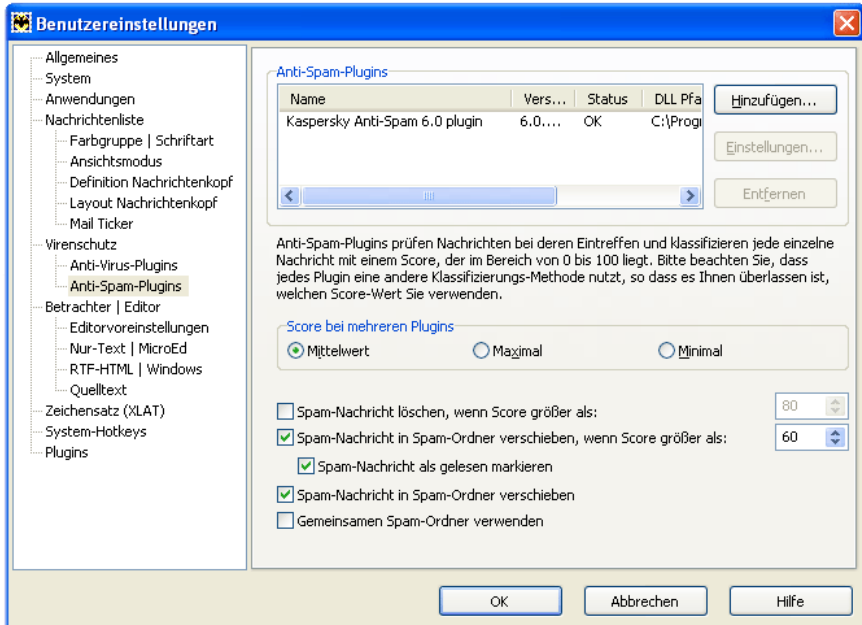 Benutzereinstellungen
Allgemeines
System
Anwendungen
Nachrichtenliste
Farbgruppe | Schriftart
Ansichtsmodus
Definition Nachrichtenkopf
Layout Nachrichtenkopf
Mail Ticker
Virenschutz
Anti-Virus-Plugins
Anti-Spam-Plugins
Betrachter | Editor
Editorvoreinstellungen
Nur-Text | MicroEd
RTF-HTML | Windows
Quelltext
Zeichensatz (XLAT)
System-Hotkeys
Plugins
Anti-Spam-Plugins
Name Vers... Status DLL Pfa
Kaspersky Anti-Spam 6.0 plugin 6.0.... OK C:\Progr
Hinzufügen...
Einstellungen...
Entfernen
Anti-Spam-Plugins prüfen Nachrichten bei deren Eintreffen und klassifizieren jede einzelne
Nachricht mit einem Score, der im Bereich von 0 bis 100 liegt. Bitte beachten Sie, dass
jedes Plugin eine andere Klassifizierungs-Methode nutzt, so dass es Ihnen überlassen ist,
welchen Score-Wert Sie verwenden.
Score bei mehreren Plugins
Mittelwert Maximal Minimal
Spam-Nachricht löschen, wenn Score größer als: 80
Spam-Nachricht in Spam-Ordner verschieben, wenn Score größer als: 60
Spam-Nachricht als gelesen markieren
Spam-Nachricht in Spam-Ordner verschieben
Gemeinsamen Spam-Ordner verwenden
OK Abbrechen Hilfe